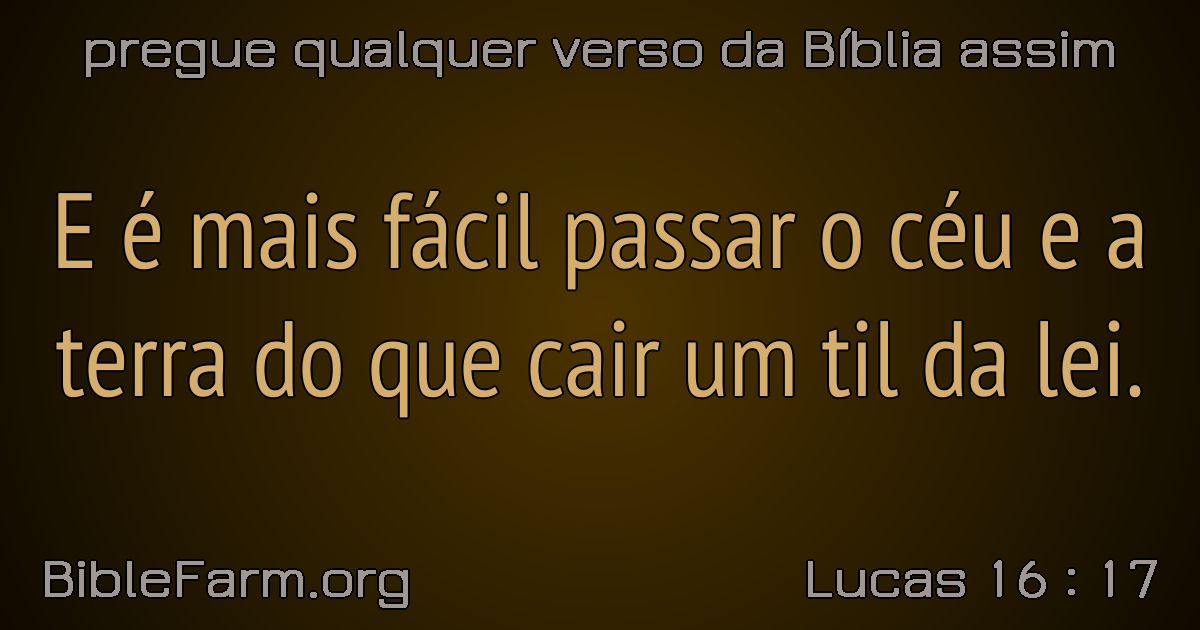 pregue qualquer verso da Bíblia assim
E é mais fácil passar o céu e a
terra do que cair um til da lei.
BibleFarm.org
Lucas 16 : 17